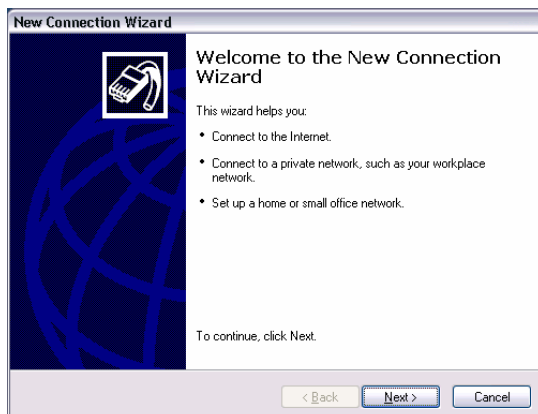 New Connection Wizard
Welcome to the New Connection
Wizard
This wizard helps you:
• Connect to the Internet.
• Connect to a private network, such as your workplace
network.
• Set up a home or small office network.
To continue, click Next.
< Back
Next >
Cancel